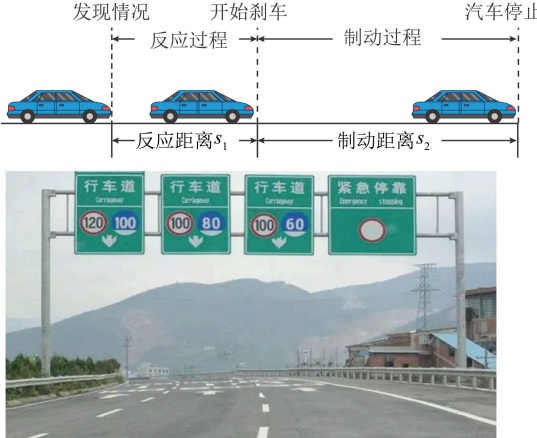 发现情况 开始刹车 汽车停止
反应过程 制动过程
反应距离s₁ 制动距离s₂
行车道 行车道 行车道 紧急停靠
Carriageway Carriageway Carriageway Emergency stopping
120 100 100 80 100 60